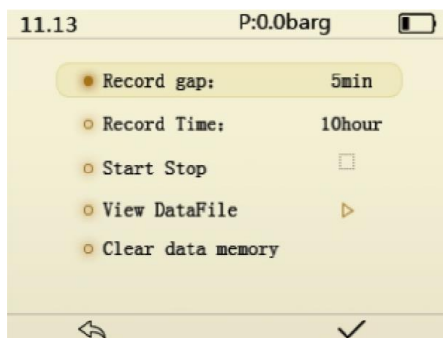 11.13 P:0.0barg
Record gap: 5min
Record Time: 10hour
Start Stop
View DataFile
Clear data memory